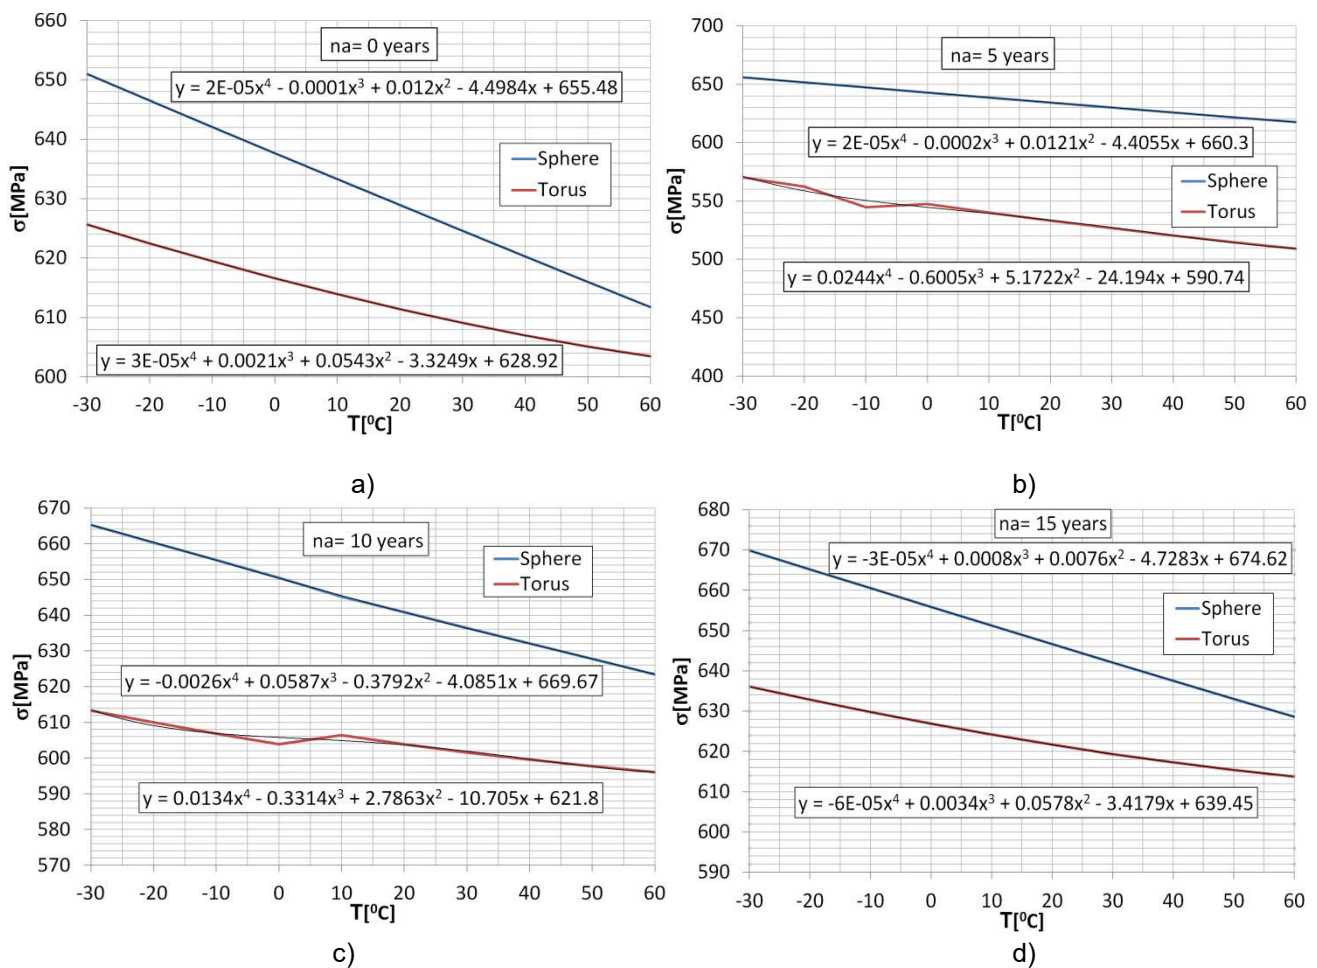 660
650
640
630
620
610
600
σ[MPa]
na= 0 years
y = 2E-05x⁴ - 0.0001x³ + 0.012x² - 4.4984x + 655.48
Sphere
Torus
y = 3E-05x⁴ + 0.0021x³ + 0.0543x² - 3.3249x + 628.92
-30 -20 -10 0 10 20 30 40 50 60
T[⁰C]
a)
700
650
600
550
500
450
400
σ[MPa]
na= 5 years
y = 2E-05x⁴ - 0.0002x³ + 0.0121x² - 4.4055x + 660.3
Sphere
Torus
y = 0.0244x⁴ - 0.6005x³ + 5.1722x² - 24.194x + 590.74
-30 -20 -10 0 10 20 30 40 50 60
T[⁰C]
b)
670
660
650
640
630
620
610
600
590
580
570
σ[MPa]
na= 10 years
Sphere
Torus
y = -0.0026x⁴ + 0.0587x³ - 0.3792x² - 4.0851x + 669.67
y = 0.0134x⁴ - 0.3314x³ + 2.7863x² - 10.705x + 621.8
-30 -20 -10 0 10 20 30 40 50 60
T[⁰C]
c)
680
670
660
650
640
630
620
610
600
590
σ[MPa]
na= 15 years
y = -3E-05x⁴ + 0.0008x³ + 0.0076x² - 4.7283x + 674.62
Sphere
Torus
y = -6E-05x⁴ + 0.0034x³ + 0.0578x² - 3.4179x + 639.45
-30 -20 -10 0 10 20 30 40 50 60
T[⁰C]
d)